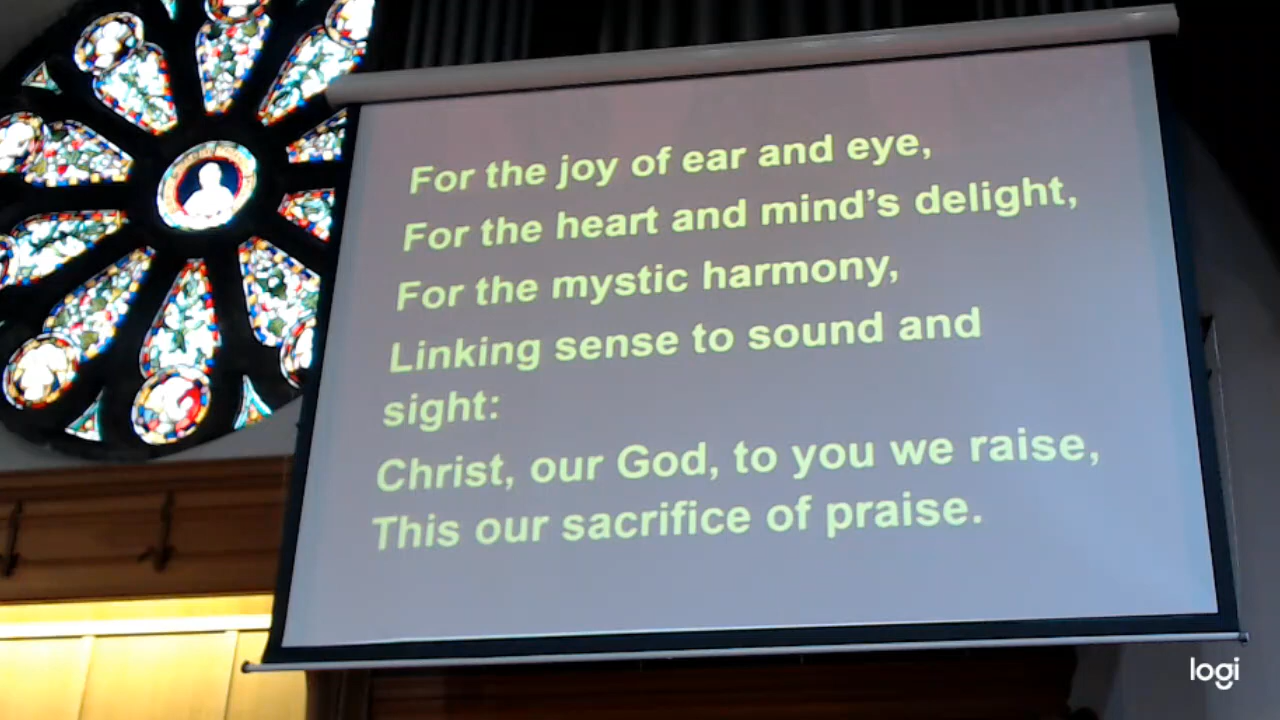 For the joy of ear and eye,
For the heart and mind's delight,
For the mystic harmony,
Linking sense to sound and
sight:
Christ, our God, to you we raise,
This our sacrifice of praise.
logi